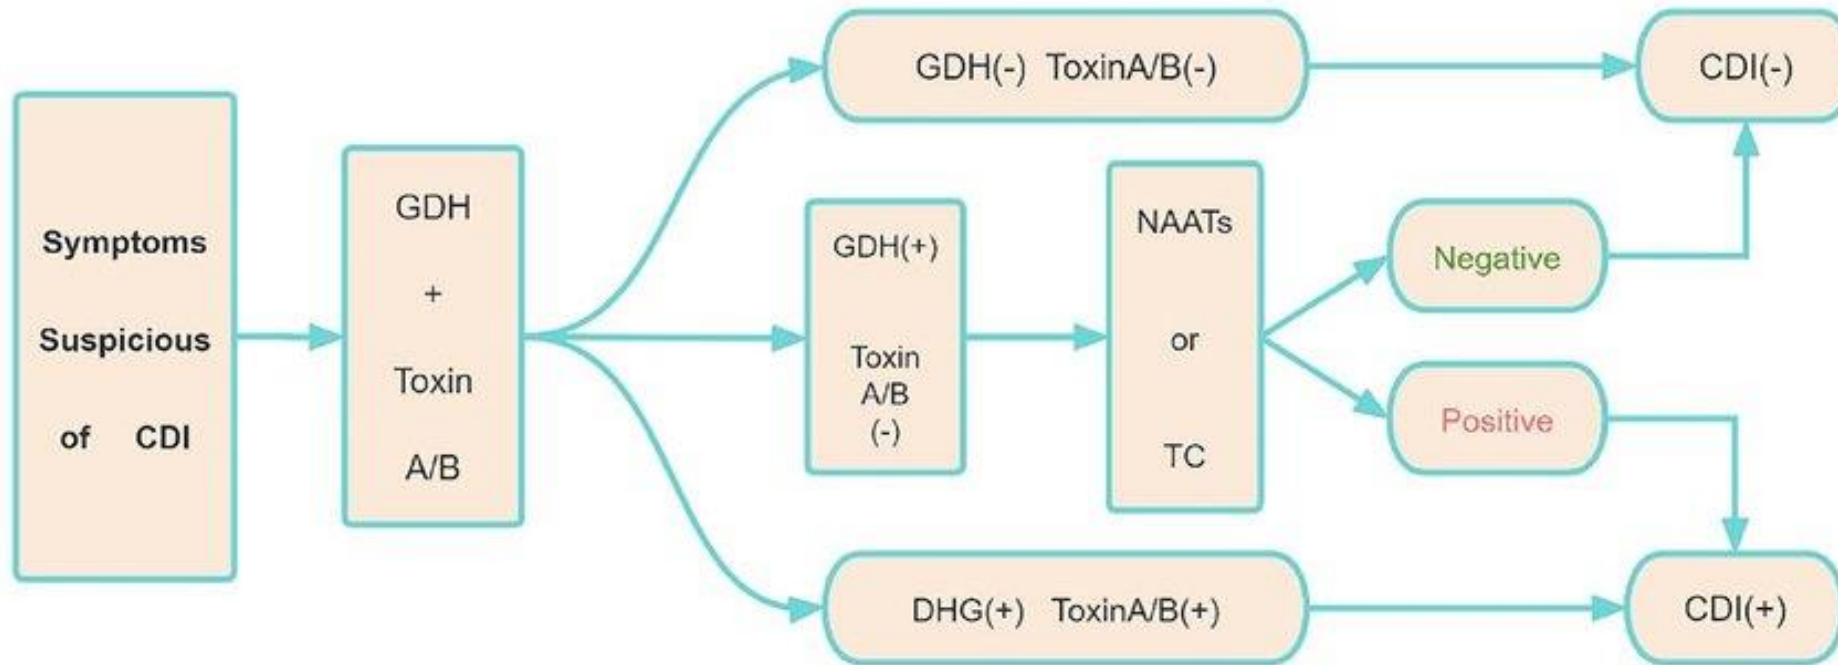 Symptoms
Suspicious
of CDI
GDH
+
Toxin
A/B
GDH(-) ToxinA/B(-)
CDI(-)
GDH(+)
Toxin
A/B
(-)
NAATs
or
TC
Negative
Positive
DHG(+) ToxinA/B(+)
CDI(+)